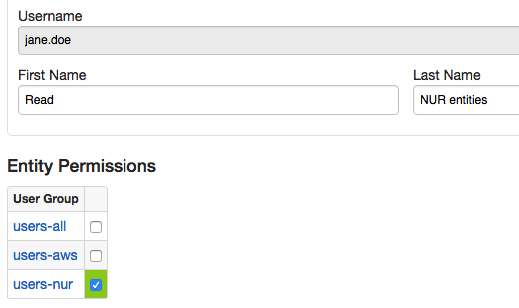 Username
jane.doe
First Name Last Name
Read NUR entities
Entity Permissions
User Group
users-all
users-aws
users-nur